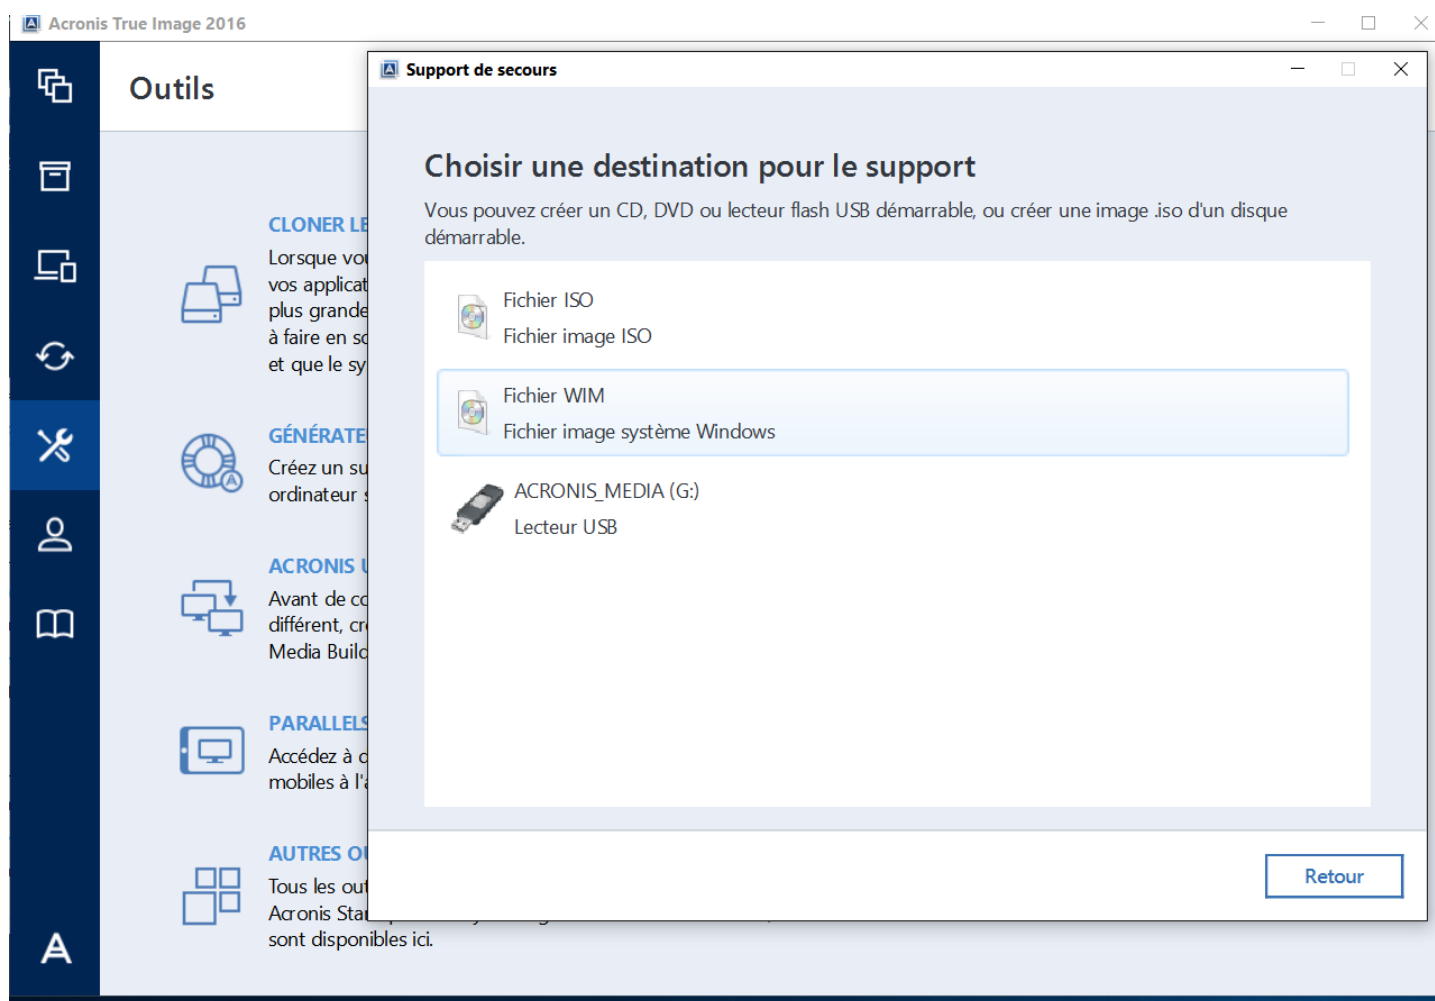 Acronis True Image 2016
Outils
CLONER LE
Lorsque vou
vos applicat
plus grande
à faire en so
et que le sy
GÉNÉRATE
Créez un su
ordinateur s
ACRONIS U
Avant de co
différent, cré
Media Build
PARALLELS
Accédez à d
mobiles à l'a
AUTRES OU
Tous les out
Acronis Star
sont disponibles ici.
Support de secours
Choisir une destination pour le support
Vous pouvez créer un CD, DVD ou lecteur flash USB démarrable, ou créer une image .iso d'un disque
démarrable.
Fichier ISO
Fichier image ISO
Fichier WIM
Fichier image système Windows
ACRONIS_MEDIA (G:)
Lecteur USB
Retour